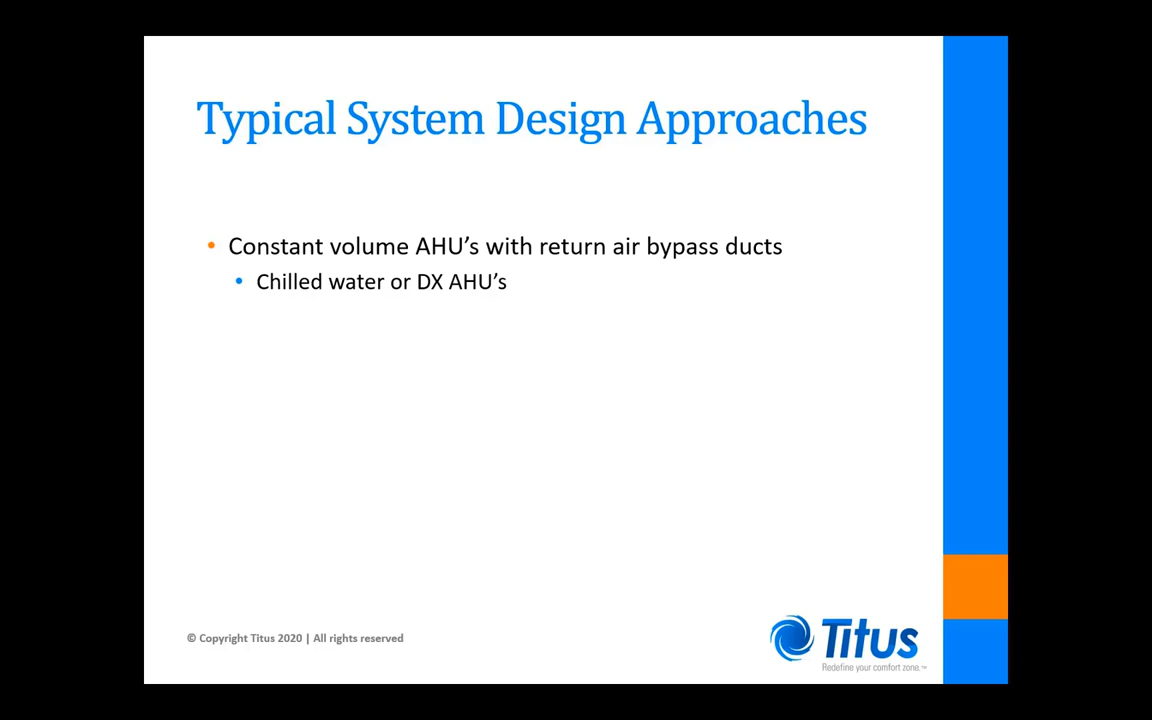 Typical System Design Approaches
• Constant volume AHU’s with return air bypass ducts
• Chilled water or DX AHU’s
© Copyright Titus 2020 | All rights reserved
Titus
Redefine your comfort zone.™